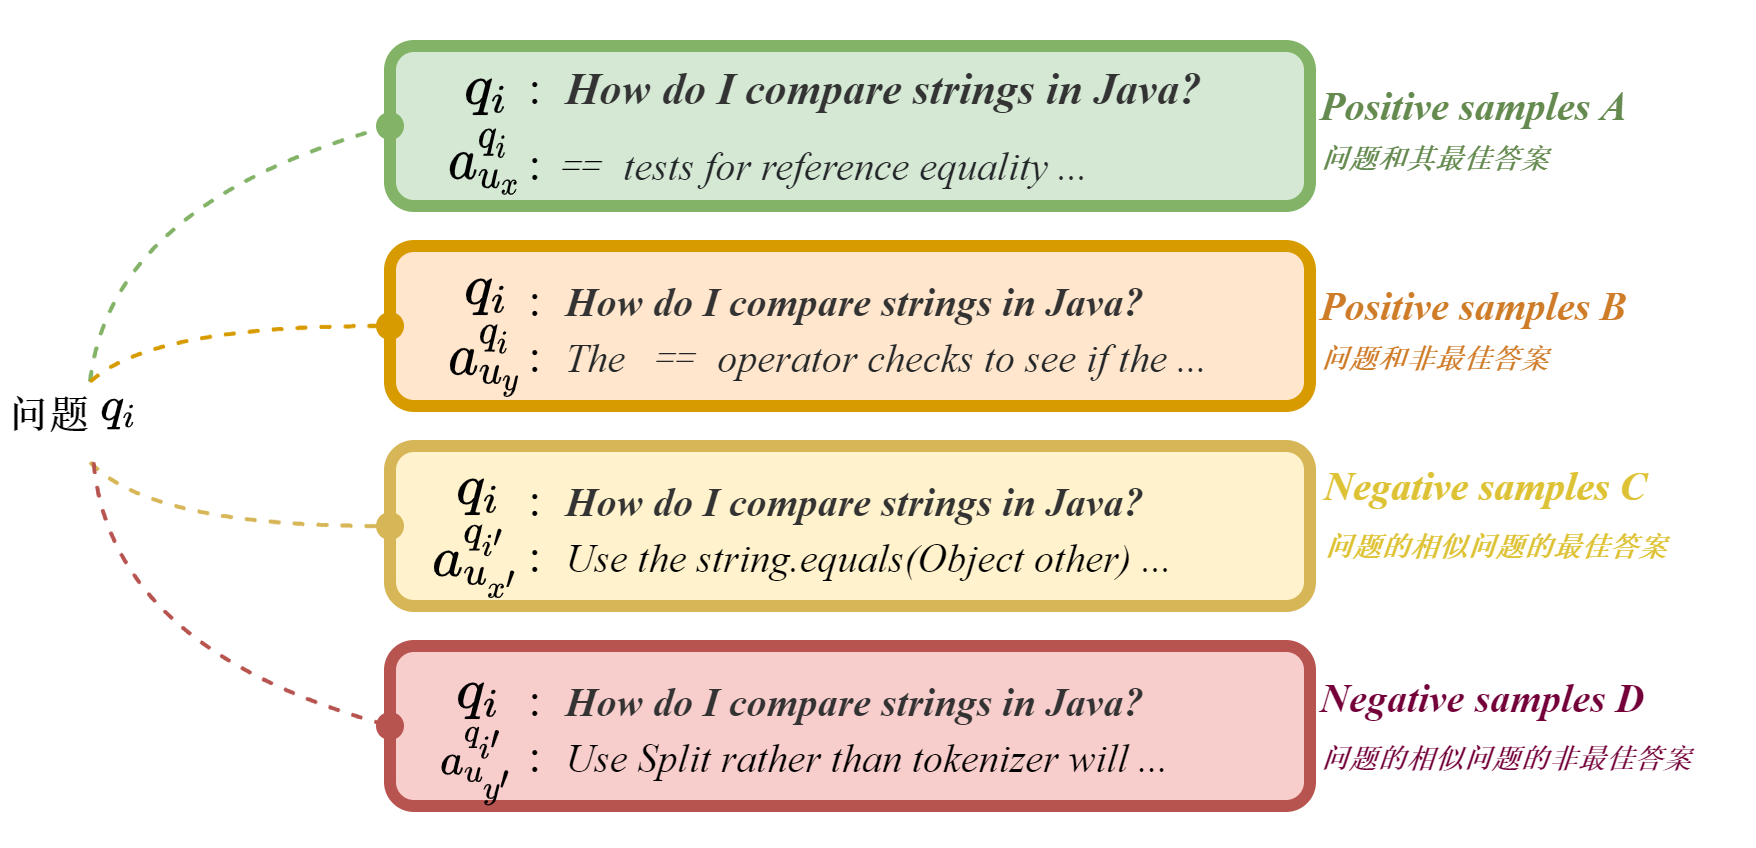 问题 q_i
q_i : How do I compare strings in Java?
a_{u_x}^{q_i} : == tests for reference equality ...
Positive samples A
问题和其最佳答案
q_i : How do I compare strings in Java?
a_{u_y}^{q_i} : The == operator checks to see if the ...
Positive samples B
问题和非最佳答案
q_i : How do I compare strings in Java?
a_{u_{x'}}^{q_{i'}} : Use the string.equals(Object other) ...
Negative samples C
问题的相似问题的最佳答案
q_i : How do I compare strings in Java?
a_{u_{y'}}^{q_{i'}} : Use Split rather than tokenizer will ...
Negative samples D
问题的相似问题的非最佳答案